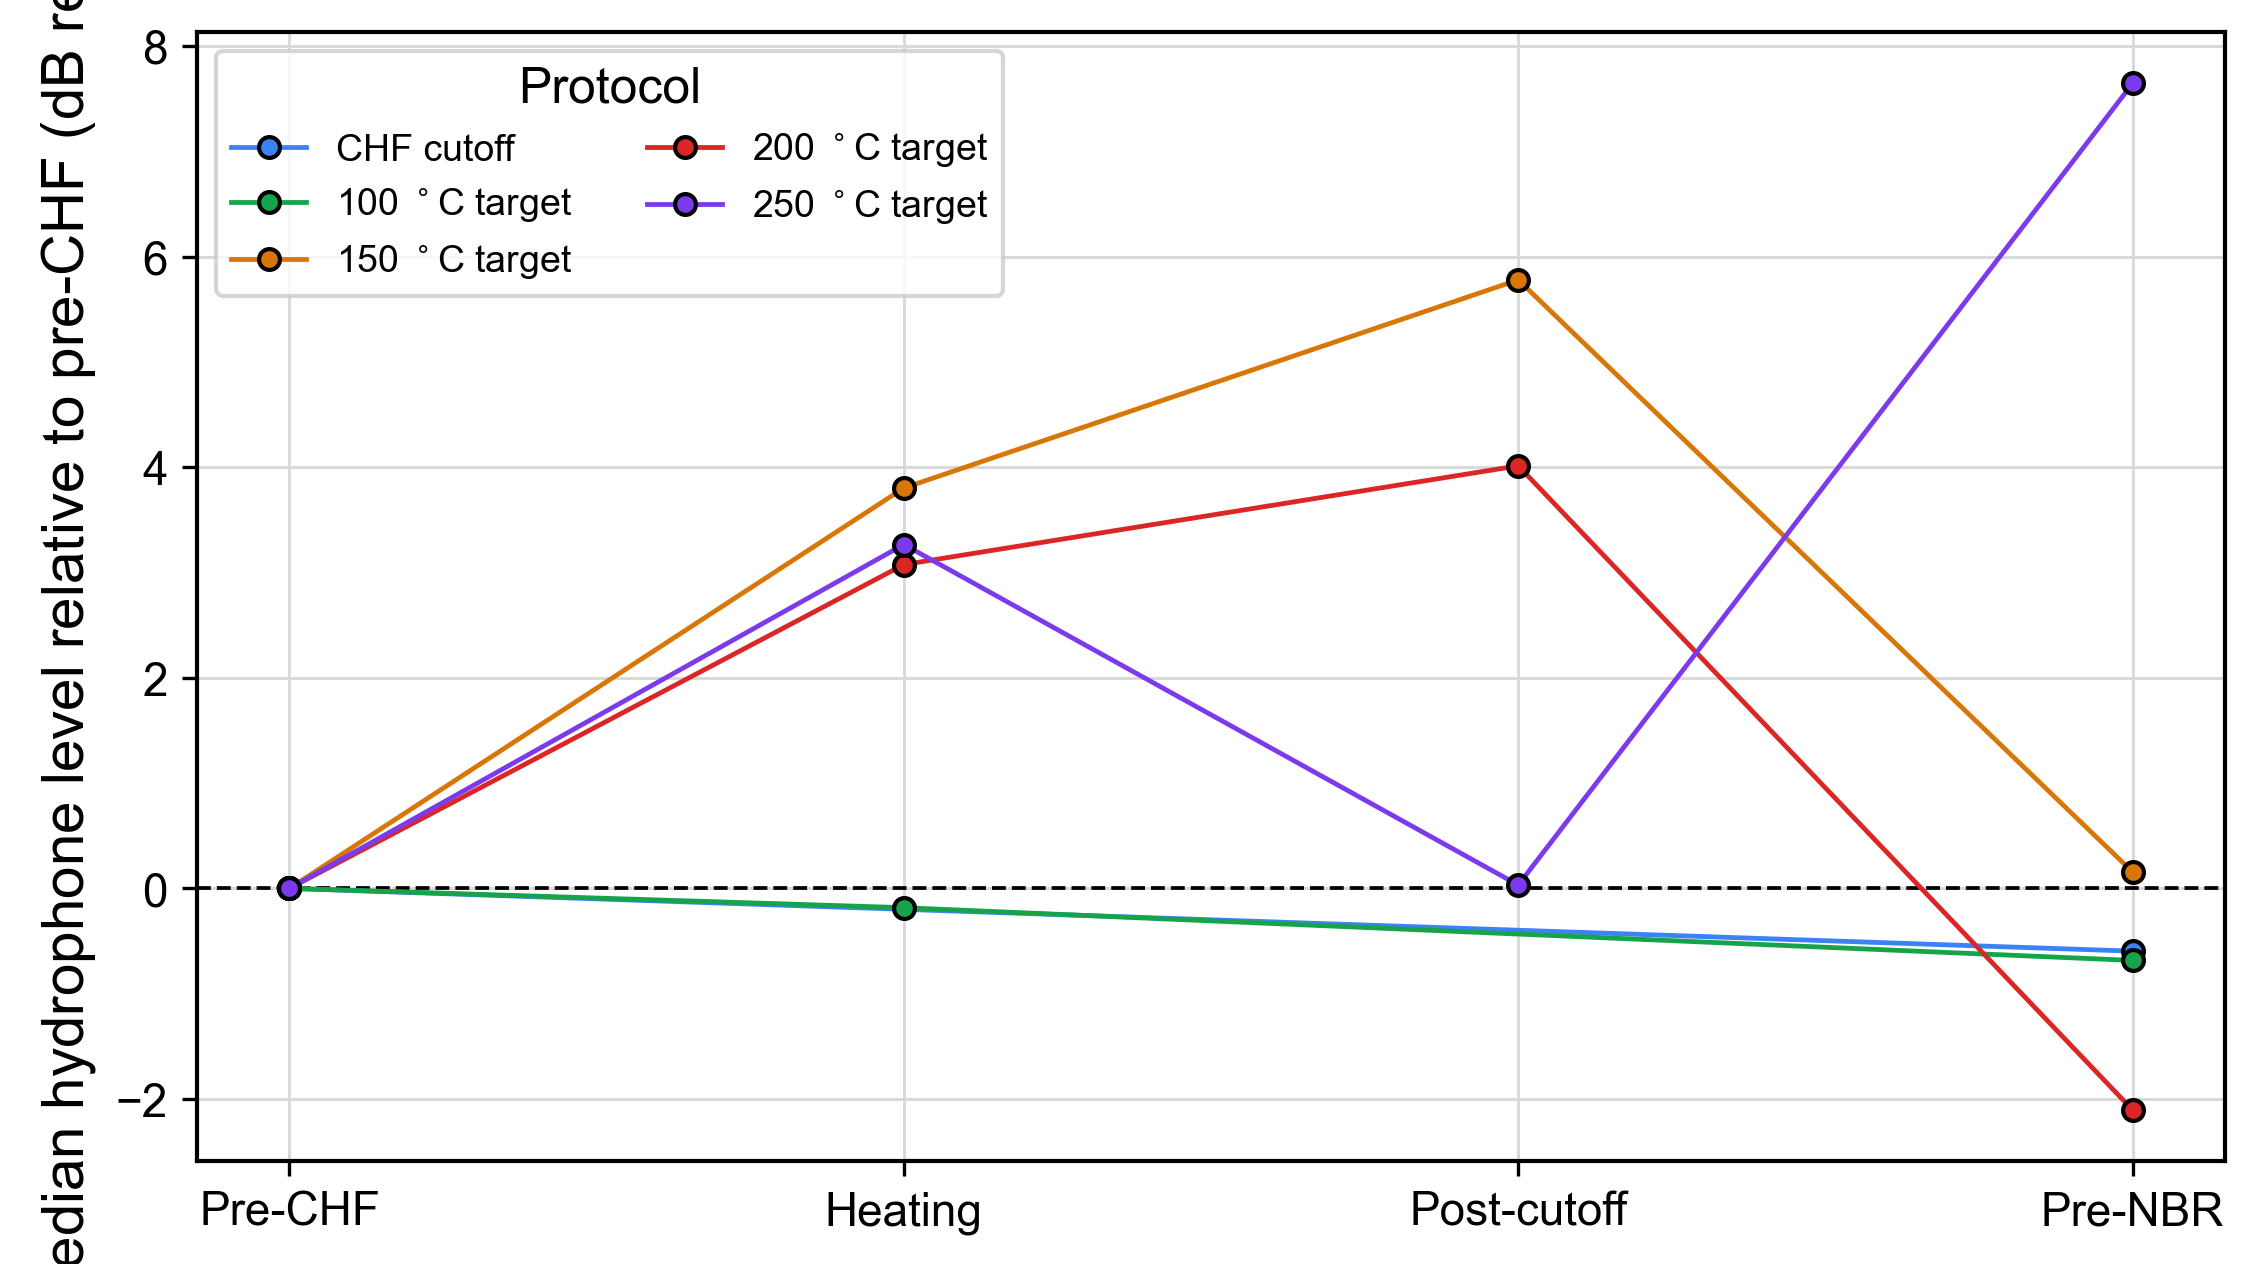 edian hydrophone level relative to pre-CHF (dB re
8
6
4
2
0
−2
Protocol
CHF cutoff
100 °C target
150 °C target
200 °C target
250 °C target
Pre-CHF
Heating
Post-cutoff
Pre-NBR